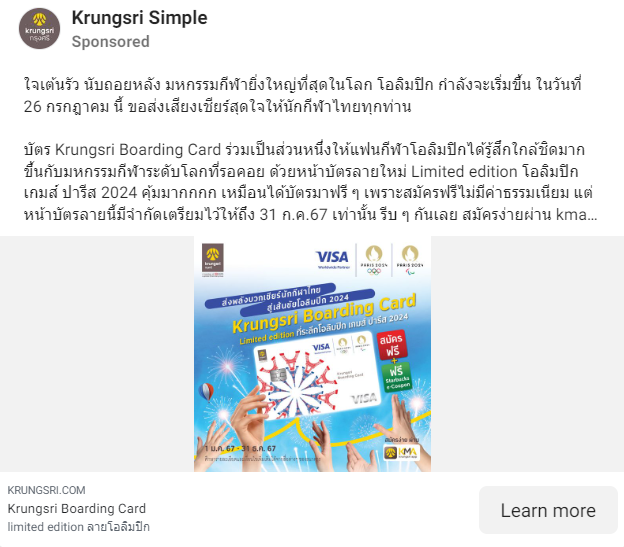 Krungsri Simple
Sponsored
ใจเต้นรัว นับถอยหลัง มหกรรมกีฬายิ่งใหญ่ที่สุดในโลก โอลิมปิก กำลังจะเริ่มขึ้น ในวันที่
26 กรกฎาคม นี้ ขอส่งเสียงเชียร์สุดใจให้นักกีฬาไทยทุกท่าน
บัตร Krungsri Boarding Card ร่วมเป็นส่วนหนึ่งให้แฟนกีฬาโอลิมปิกได้รู้สึกใกล้ชิดมาก
ขึ้นกับมหกรรมกีฬาระดับโลกที่รอคอย ด้วยหน้าบัตรลายใหม่ Limited edition โอลิมปิก
เกมส์ ปารีส 2024 คุ้มมากกกก เหมือนได้บัตรมาฟรี ๆ เพราะสมัครฟรีไม่มีค่าธรรมเนียม แต่
หน้าบัตรลายนี้มีจำกัดเตรียมไว้ให้ถึง 31 ก.ค.67 เท่านั้น รีบ ๆ กันเลย สมัครง่ายผ่าน kma...
krungsri
กรุงศรี
krungsri
VISA
Worldwide Partner
PARIS 2024
PARIS 2024
ส่งพลังบวกเชียร์นักกีฬาไทย
สู่เส้นชัยโอลิมปิก 2024
Krungsri Boarding Card
Limited edition ที่ระลึกโอลิมปิก เกมส์ ปารีส 2024
VISA
Krungsri
Boarding Card
VISA
สมัคร
ฟรี
+
ฟรี
Starbucks
e-Coupon
1 ม.ค. 67 - 31 ธ.ค. 67
สมัครง่าย ผ่าน
KMA
KRUNGSRI.COM
Krungsri Boarding Card
limited edition ลายโอลิมปิก
Learn more